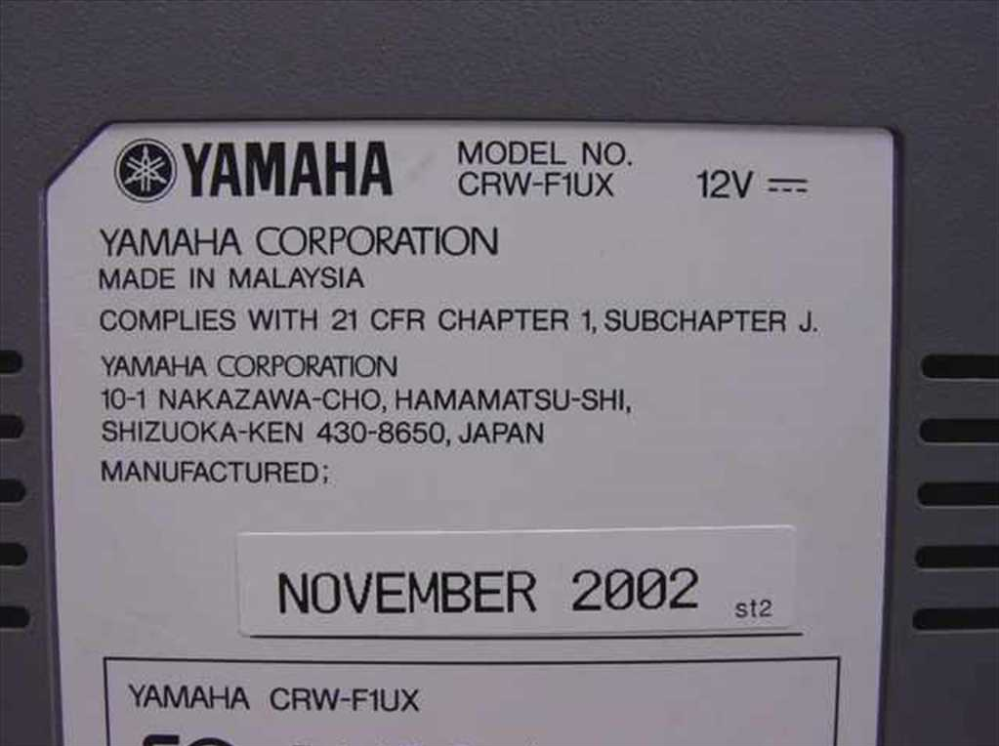 YAMAHA MODEL NO.
CRW-F1UX 12V
YAMAHA CORPORATION
MADE IN MALAYSIA
COMPLIES WITH 21 CFR CHAPTER 1, SUBCHAPTER J.
YAMAHA CORPORATION
10-1 NAKAZAWA-CHO, HAMAMATSU-SHI,
SHIZUOKA-KEN 430-8650, JAPAN
MANUFACTURED;
NOVEMBER 2002 st2
YAMAHA CRW-F1UX